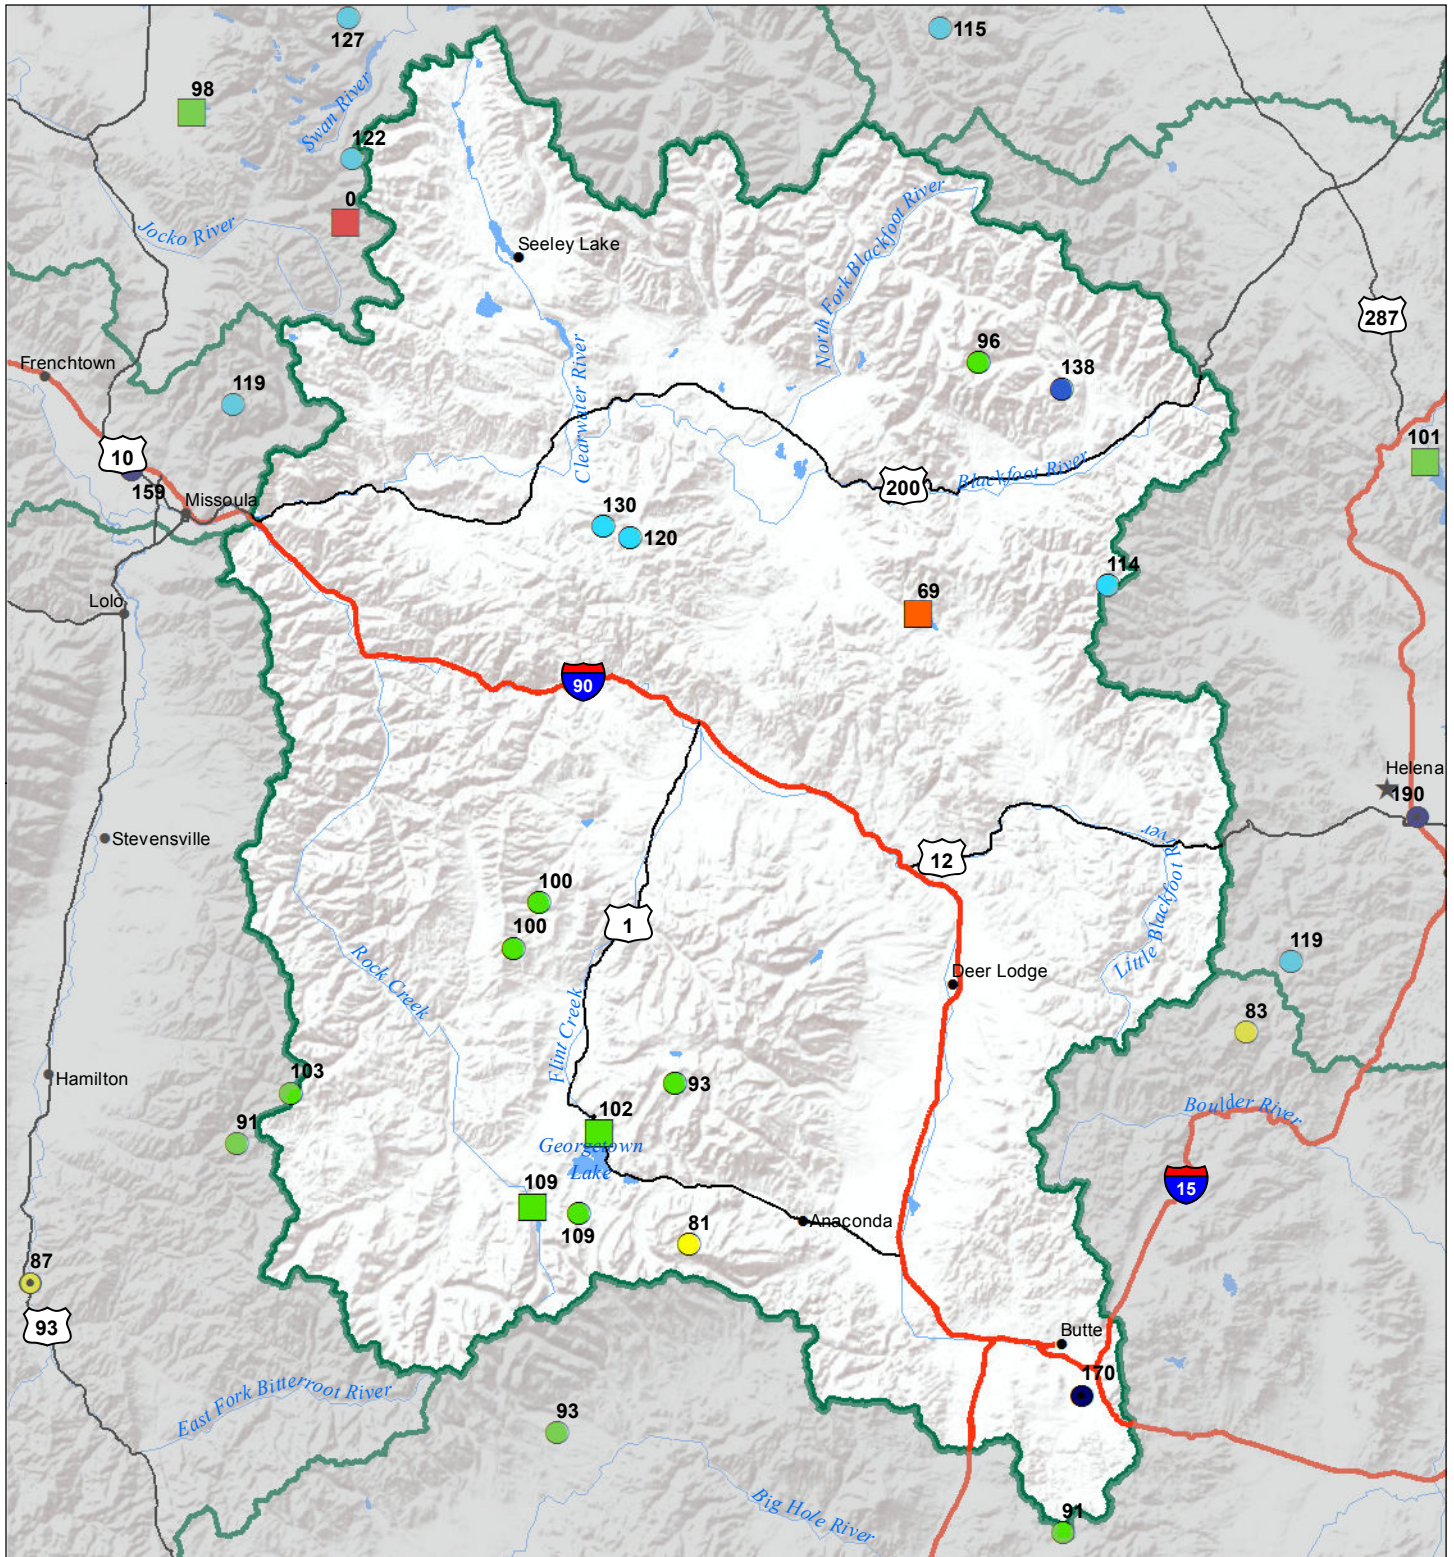 127
115
98
Swan River
122
0
Jocko River
North Fork Blackfoot River
Seeley Lake
287
Frenchtown
96
138
119
Clearwater River
10
101
159
Missoula
200
Blackfoot River
130
120
114
Lolo
69
90
Helena
190
Stevensville
12
Little Blackfoot River
100
1
100
Rock Creek
119
Deer Lodge
Flint Creek
83
Hamilton
103
93
91
102
Boulder River
Georgetown
Lake
109
15
109
81
Anaconda
87
93
Butte
170
East Fork Bitterroot River
93
Big Hole River
91